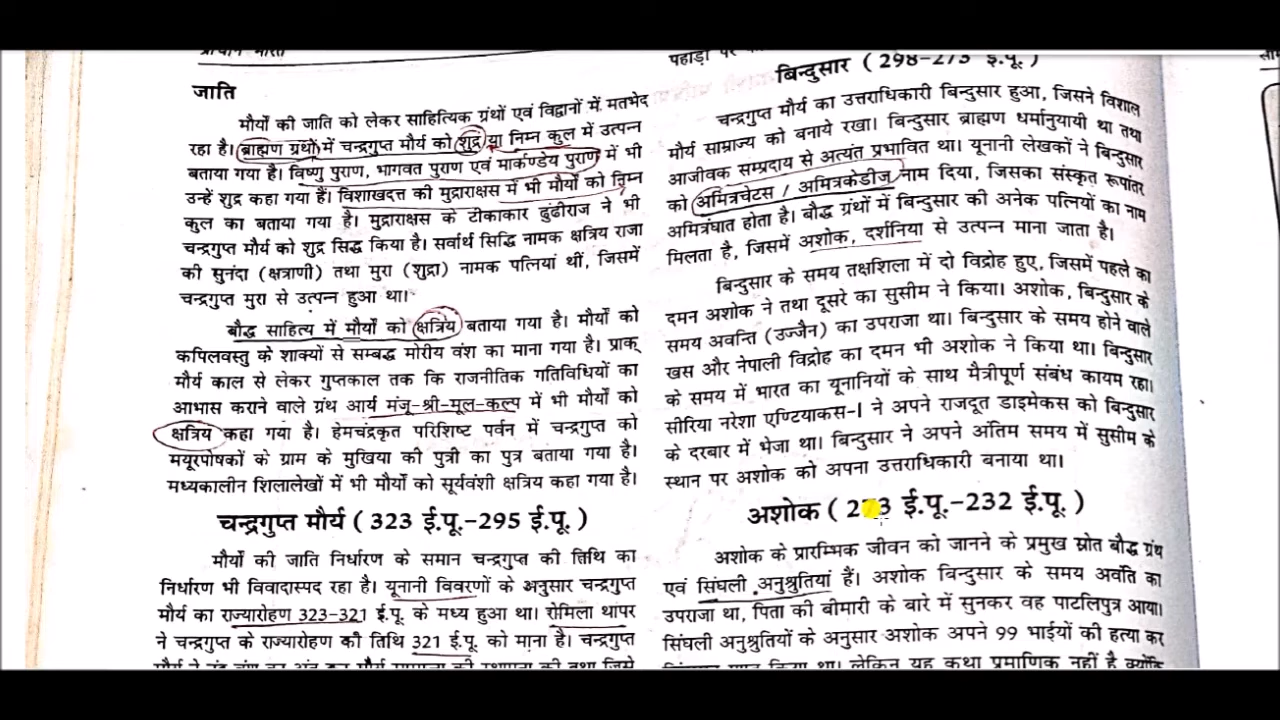 प्राचीन भारत
जाति
मौर्यों की जाति को लेकर साहित्यिक ग्रंथों एवं विद्वानों में मतभेद
रहा है। ब्राह्मण ग्रंथों में चन्द्रगुप्त मौर्य को शुद्र या निम्न कुल में उत्पन्न
बताया गया है। विष्णु पुराण, भागवत पुराण एवं मार्कण्डेय पुराण में भी
उन्हें शुद्र कहा गया हैं। विशाखदत्त की मुद्राराक्षस में भी मौर्यों को निम्न
कुल का बताया गया है। मुद्राराक्षस के टीकाकार ढुंढीराज ने भी
चन्द्रगुप्त मौर्य को शुद्र सिद्ध किया है। सर्वार्थ सिद्धि नामक क्षत्रिय राजा
की सुनंदा (क्षत्राणी) तथा मुरा (शुद्रा) नामक पत्नियां थीं, जिसमें
चन्द्रगुप्त मुरा से उत्पन्न हुआ था।
बौद्ध साहित्य में मौर्यों को क्षत्रिय बताया गया है। मौर्यों को
कपिलवस्तु के शाक्यों से सम्बद्ध मोरीय वंश का माना गया है। प्राक्
मौर्य काल से लेकर गुप्तकाल तक कि राजनीतिक गतिविधियों का
आभास कराने वाले ग्रंथ आर्य मंजू-श्री-मूल-कल्प में भी मौर्यों को
क्षत्रिय कहा गया है। हेमचंद्रकृत परिशिष्ट पर्वन में चन्द्रगुप्त को
मयूरपोषकों के ग्राम के मुखिया की पुत्री का पुत्र बताया गया है।
मध्यकालीन शिलालेखों में भी मौर्यों को सूर्यवंशी क्षत्रिय कहा गया है।
चन्द्रगुप्त मौर्य (323 ई.पू.-295 ई.पू.)
मौर्यों की जाति निर्धारण के समान चन्द्रगुप्त की तिथि का
निर्धारण भी विवादास्पद रहा है। यूनानी विवरणों के अनुसार चन्द्रगुप्त
मौर्य का राज्यारोहण 323-321 ई.पू. के मध्य हुआ था। रोमिला थापर
ने चन्द्रगुप्त के राज्यारोहण की तिथि 321 ई.पू. को माना है। चन्द्रगुप्त
पहाड़ों पर
बिन्दुसार (298-273 ई.पू.)
चन्द्रगुप्त मौर्य का उत्तराधिकारी बिन्दुसार हुआ, जिसने विशाल
मौर्य साम्राज्य को बनाये रखा। बिन्दुसार ब्राह्मण धर्मानुयायी था तथा
आजीवक सम्प्रदाय से अत्यंत प्रभावित था। यूनानी लेखकों ने बिन्दुसार
को अमित्रचेटस / अमित्रकेडीज नाम दिया, जिसका संस्कृत रूपांतर
अमित्रंघात होता है। बौद्ध ग्रंथों में बिन्दुसार की अनेक पत्नियों का नाम
मिलता है, जिसमें अशोक, दर्शनिया से उत्पन्न माना जाता है।
बिन्दुसार के समय तक्षशिला में दो विद्रोह हुए, जिसमें पहले का
दमन अशोक ने तथा दूसरे का सुसीम ने किया। अशोक, बिन्दुसार के
समय अवन्ति (उज्जैन) का उपराजा था। बिन्दुसार के समय होने वाले
खस और नेपाली विद्रोह का दमन भी अशोक ने किया था। बिन्दुसार
के समय में भारत का यूनानियों के साथ मैत्रीपूर्ण संबंध कायम रहा।
सीरिया नरेशा एण्टियाकस-I ने अपने राजदूत डाइमेकस को बिन्दुसार
के दरबार में भेजा था। बिन्दुसार ने अपने अंतिम समय में सुसीम के
स्थान पर अशोक को अपना उत्तराधिकारी बनाया था।
अशोक (273 ई.पू.-232 ई.पू.)
अशोक के प्रारम्भिक जीवन को जानने के प्रमुख स्रोत बौद्ध ग्रंथ
एवं सिंघली अनुश्रुतियां हैं। अशोक बिन्दुसार के समय अवंति का
उपराजा था, पिता की बीमारी के बारे में सुनकर वह पाटलिपुत्र आया।
सिंघली अनुश्रुतियों के अनुसार अशोक अपने 99 भाईयों की हत्या कर
था। लेकिन यह कथा प्रमाणिक नहीं है क्योंकि